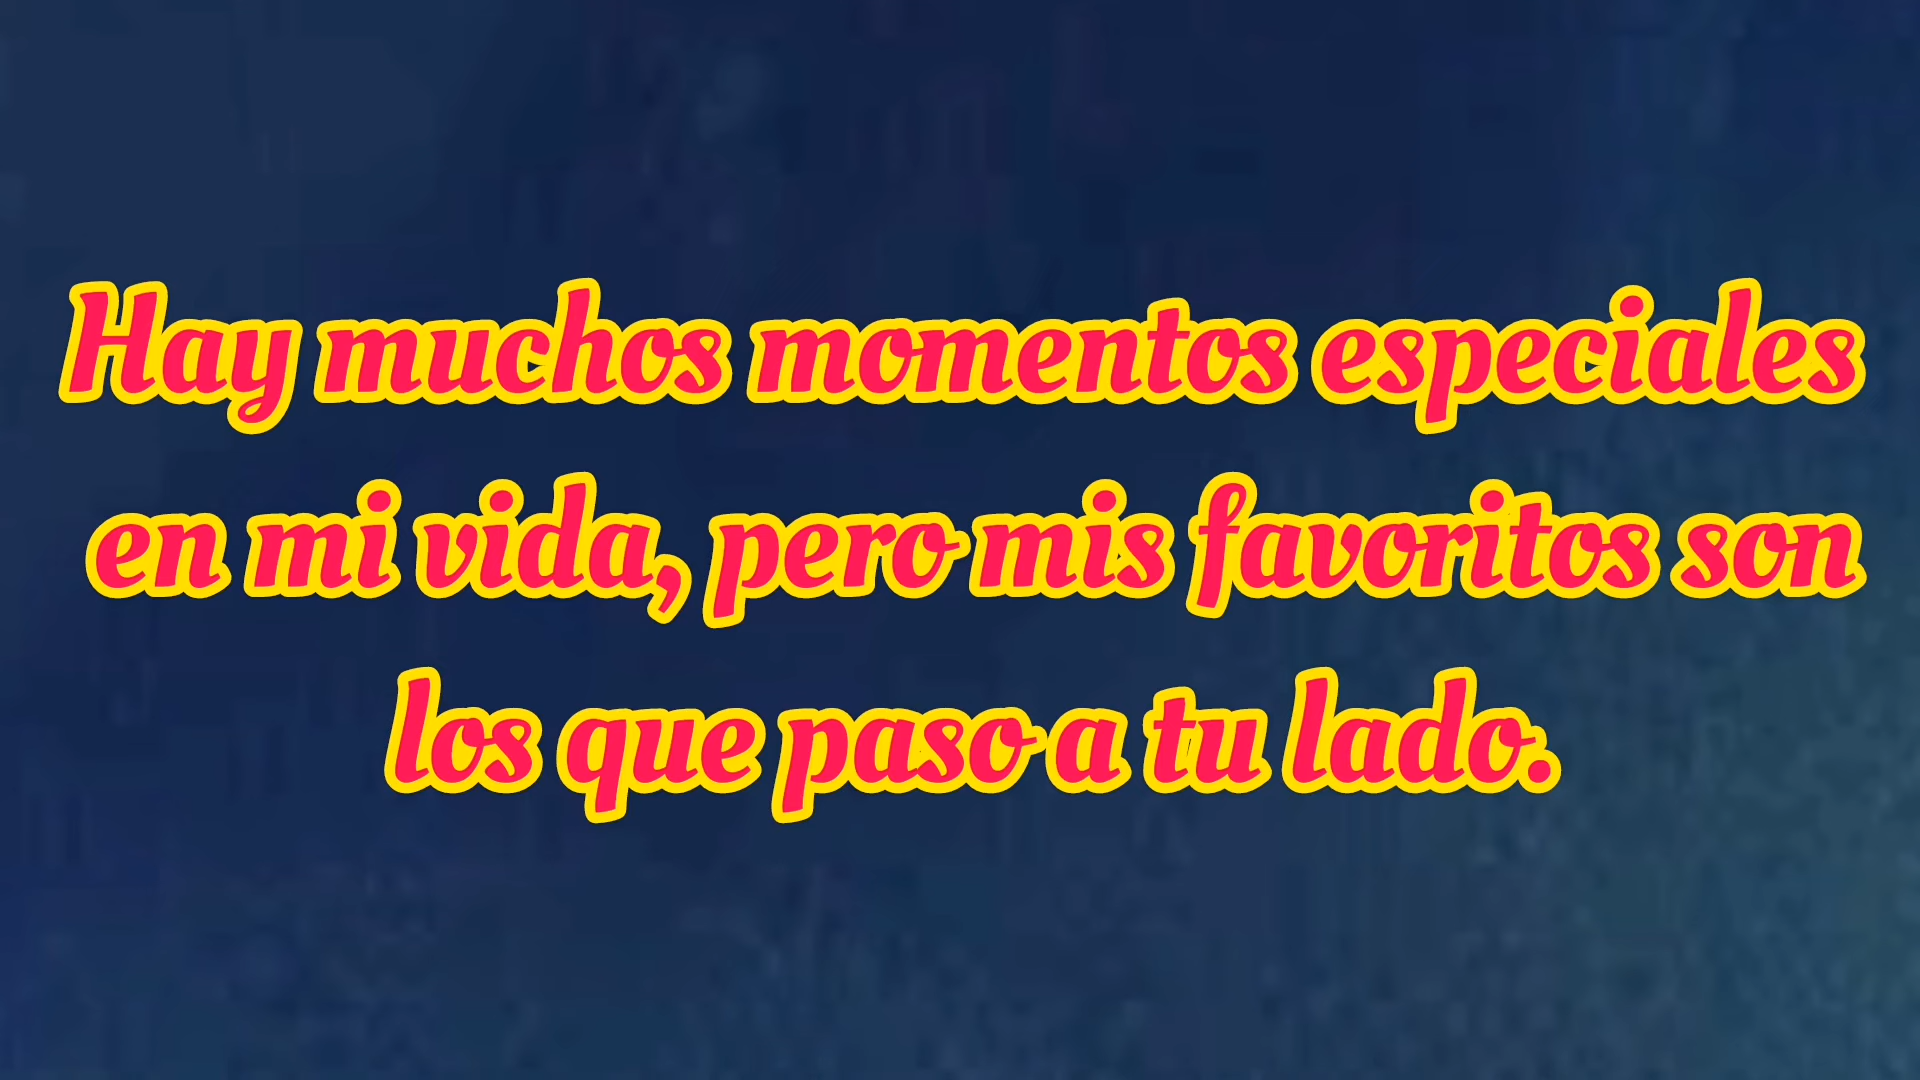 Hay muchos momentos especiales
en mi vida, pero mis favoritos son
los que paso a tu lado.